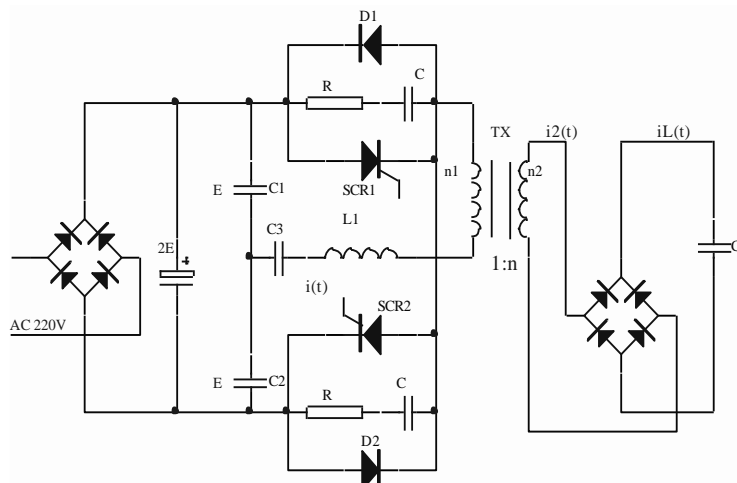 D1
R
C
TX
i2(t)
iL(t)
E
C1
SCR1
n1
n2
L1
C3
2E
+
1:n
i(t)
SCR2
AC 220V
E
C2
R
C
D2